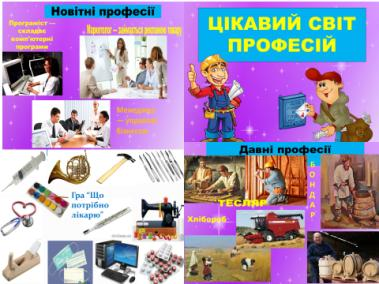 Новітні професії
Програміст —
складає
комп'ютерні
програми
Маркетолог – займається рекламою товару
Менеджер
— управляє
бізнесом
ЦІКАВИЙ СВІТ
ПРОФЕСІЙ
Гра "Що
потрібно
лікарю"
Давні професії
ТЕСЛЯР
Хлібороб
БОНДАР